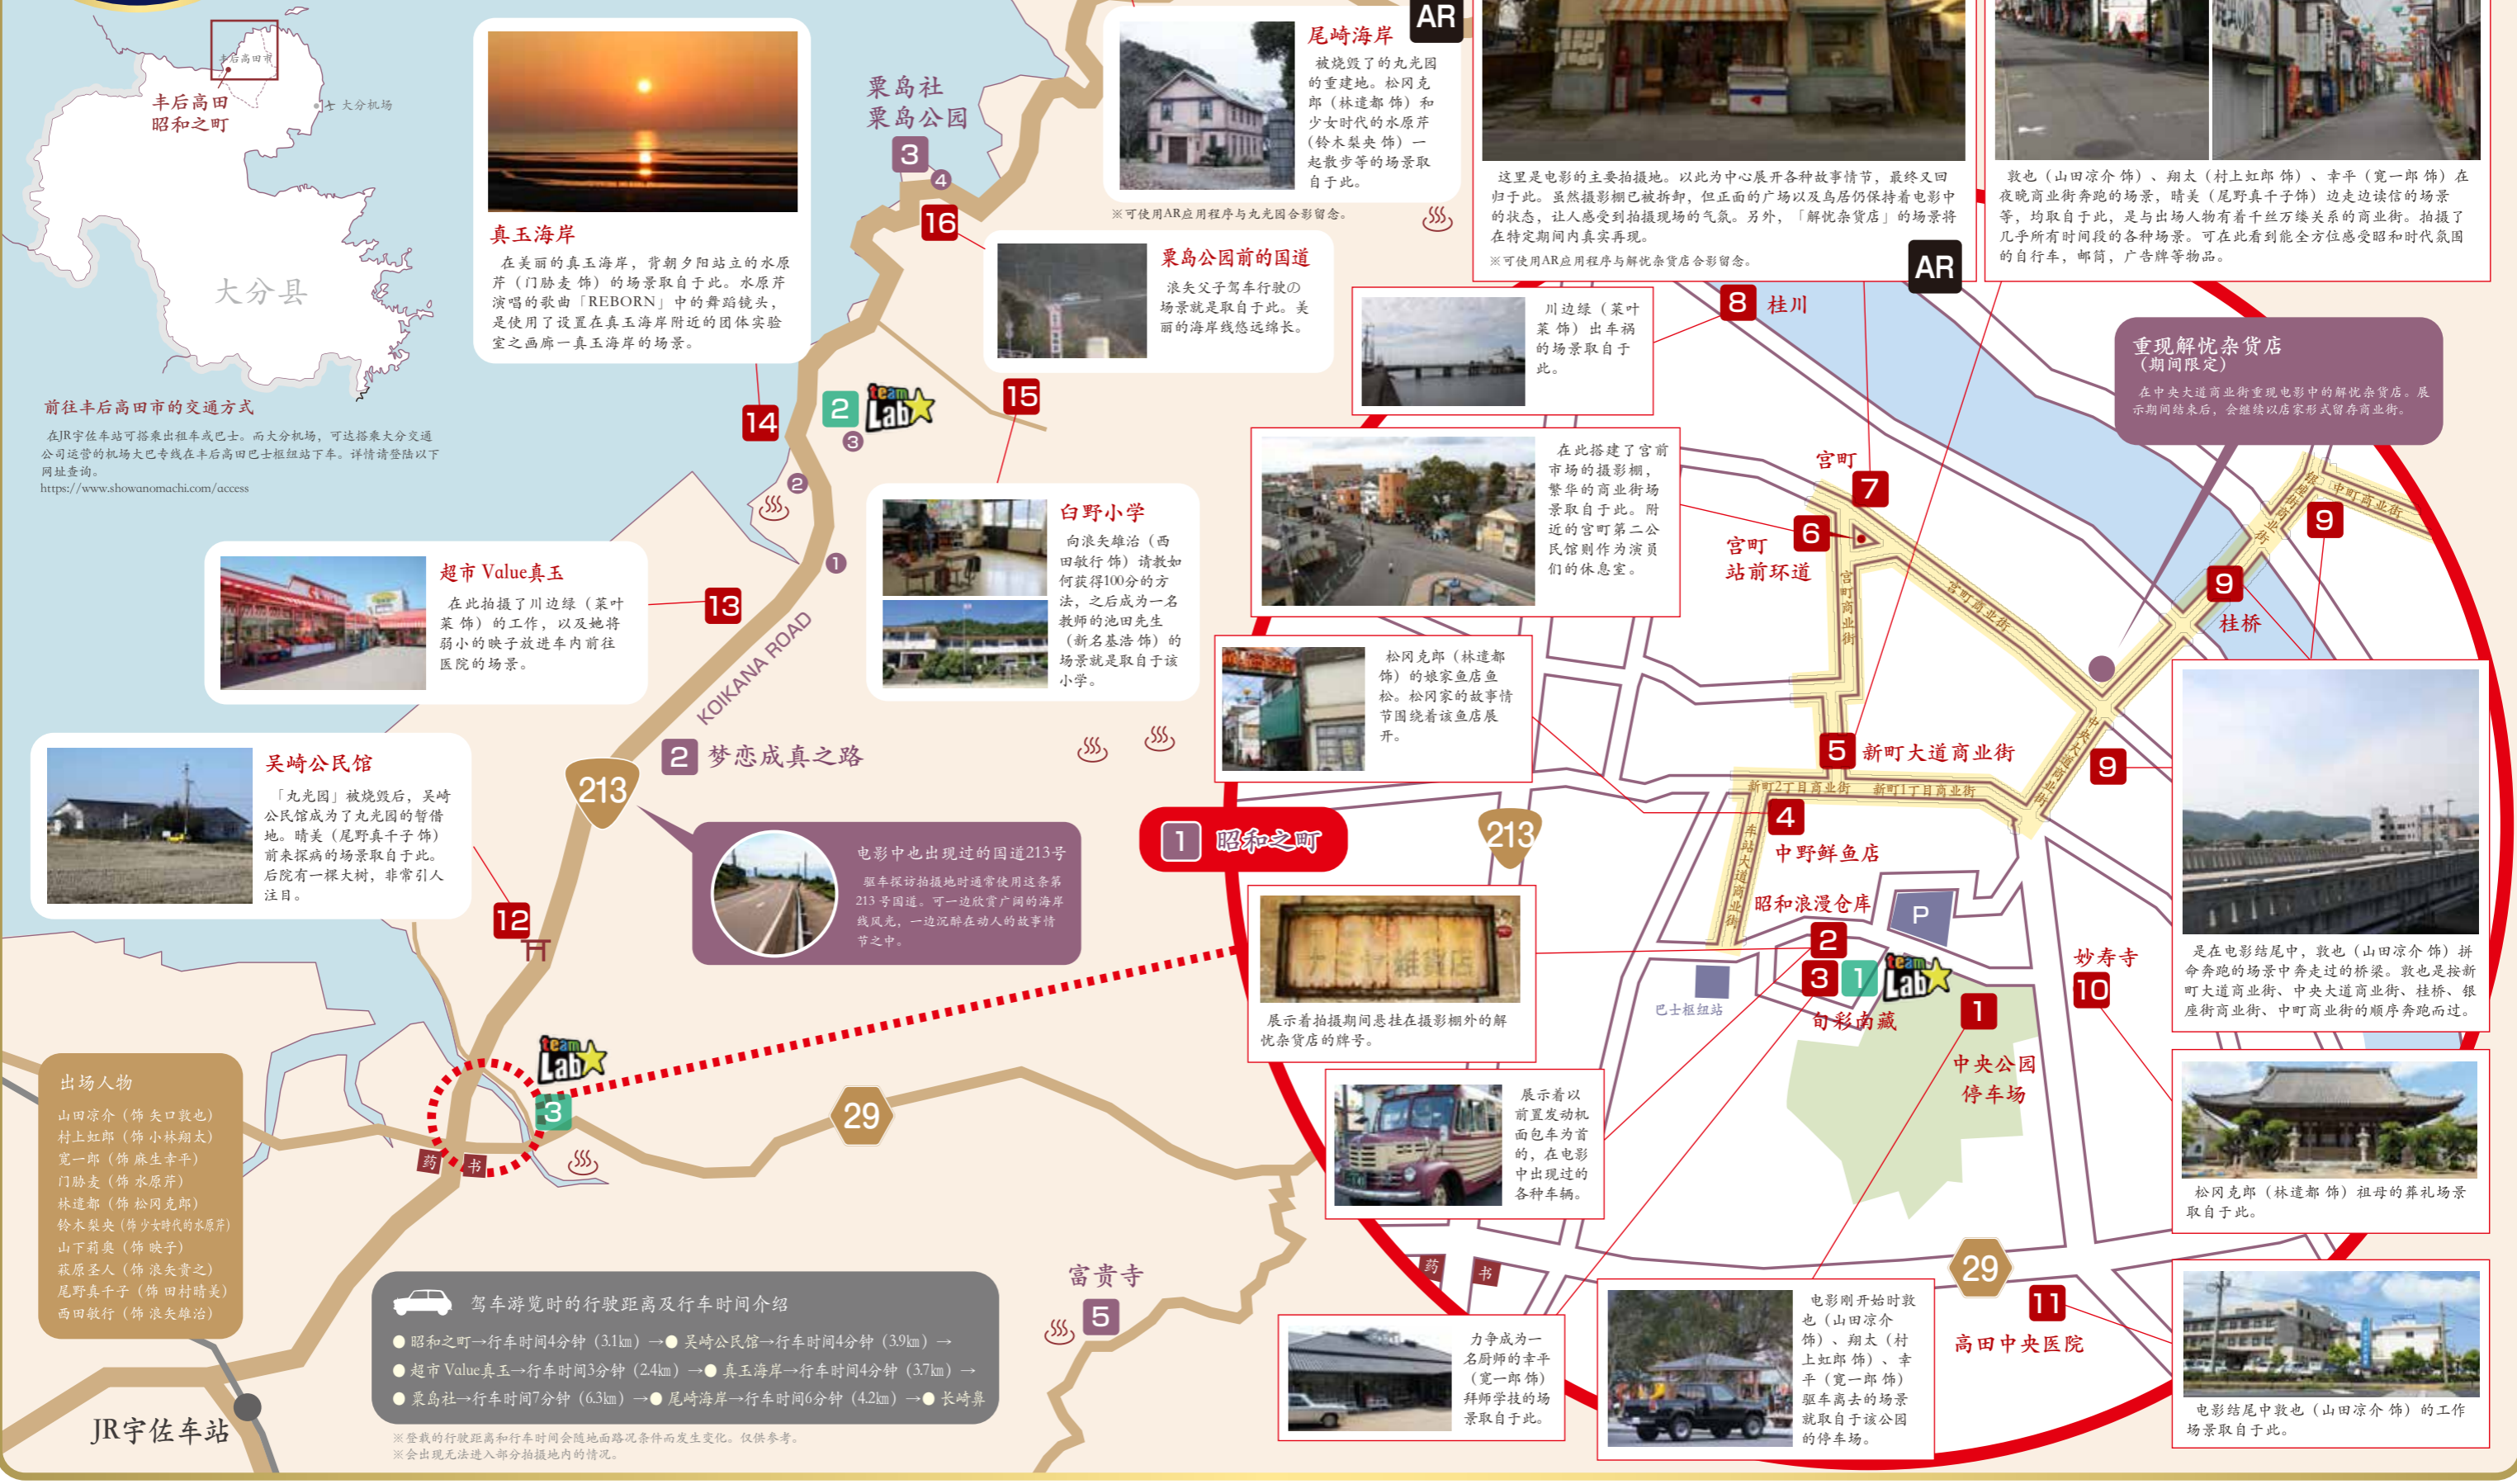 丰后高田市
丰后高田
昭和之町
大分机场
大分县
前往丰后高田市的交通方式
在JR宇佐车站可搭乘出租车或巴士。而大分机场，可达搭乘大分交通
公司运营的机场大巴专线在丰后高田巴士枢纽站下车。详情请登陆以下
网址查询。
https://www.showanomachi.com/access
真玉海岸
在美丽的真玉海岸，背朝夕阳站立的水原
芹（门胁麦 饰）的场景取自于此。水原芹
演唱的歌曲「REBORN」中的舞蹈镜头，
是使用了设置在真玉海岸附近的团体实验
室之画廊一真玉海岸的场景。
粟岛社
粟岛公园
3
4
16
尾崎海岸
AR
被烧毁了的丸光园
的重建地。松冈克
郎（林遣都 饰）和
少女时代的水原芹
（铃木梨央 饰）一
起散步等的场景取
自于此。
※可使用AR应用程序与丸光园合影留念。
粟岛公园前的国道
浪矢父子驾车行驶の
场景就是取自于此。美
丽的海岸线悠远绵长。
这里是电影的主要拍摄地。以此为中心展开各种故事情节，最终又回
归于此。虽然摄影棚已被拆卸，但正面的广场以及鸟居仍保持着电影中
的状态，让人感受到拍摄现场的气氛。另外，「解忧杂货店」的场景将
在特定期间内真实再现。
※可使用AR应用程序与解忧杂货店合影留念。
AR
敦也（山田凉介 饰）、翔太（村上虹郎 饰）、幸平（宽一郎 饰）在
夜晚商业街奔跑的场景，晴美（尾野真千子饰）边走边读信的场景
等，均取自于此，是与出场人物有着千丝万缕关系的商业街。拍摄了
几乎所有时间段的各种场景。可在此看到能全方位感受昭和时代氛围
的自行车，邮筒，广告牌等物品。
川边绿（菜叶
菜 饰）出车祸
的场景取自于
此。
8 桂川
重现解忧杂货店
（期间限定）
在中央大道商业街重现电影中的解忧杂货店。展
示期间结束后，会继续以店家形式留存商业街。
14
2
team
Lab
3
15
2
1
臼野小学
向浪矢雄治（西
田敏行 饰）请教如
何获得100分的方
法，之后成为一名
教师的池田先生
（新名基浩 饰）的
场景就是取自于该
小学。
在此搭建了宫前
市场的摄影棚，
繁华的商业街场
景取自于此。附
近的宫町第二公
民馆则作为演员
们的休息室。
宫町
7
6
宫町
站前环道
宫町商业街
宫町商业街
银座街商业街
中町商业街
9
9
桂桥
超市 Value真玉
在此拍摄了川边绿（菜叶
菜 饰）的工作，以及她将
弱小的映子放进车内前往
医院的场景。
13
KOIKANA ROAD
2 梦恋成真之路
213
松冈克郎（林遣都
饰）的娘家鱼店鱼
松。松冈家的故事情
节围绕着该鱼店展
开。
5 新町大道商业街
新町2丁目商业街
新町1丁目商业街
中央大道商业街
9
吴崎公民馆
「丸光园」被烧毁后，吴崎
公民馆成为了丸光园的暂借
地。晴美（尾野真千子 饰）
前来探病的场景取自于此。
后院有一棵大树，非常引人
注目。
12
电影中也出现过的国道213号
驱车探访拍摄地时通常使用这条第
213 号国道。可一边欣赏广阔的海岸
线风光，一边沉醉在动人的故事情
节之中。
1 昭和之町
213
4
中野鲜鱼店
车站大道商业街
昭和浪漫仓库
P
2
3
1
team
Lab
巴士枢纽站
旬彩南藏
1
中央公园
停车场
妙寿寺
10
雑貨店
展示着拍摄期间悬挂在摄影棚外的解
忧杂货店的牌号。
是在电影结尾中，敦也（山田凉介 饰）拼
命奔跑的场景中奔走过的桥梁。敦也是按新
町大道商业街、中央大道商业街、桂桥、银
座街商业街、中町商业街的顺序奔跑而过。
展示着以
前置发动机
面包车为首
的，在电影
中出现过的
各种车辆。
松冈克郎（林遣都 饰）祖母的葬礼场景
取自于此。
出场人物
山田凉介（饰 矢口敦也）
村上虹郎（饰 小林翔太）
宽一郎（饰 麻生幸平）
门胁麦（饰 水原芹）
林遣都（饰 松冈克郎）
铃木梨央（饰 少女時代的水原芹）
山下莉奥（饰 映子）
萩原圣人（饰 浪矢贵之）
尾野真千子（饰 田村晴美）
西田敏行（饰 浪矢雄治）
team
Lab
3
药
书
29
富贵寺
5
药
书
29
11
高田中央医院
驾车游览时的行驶距离及行车时间介绍
● 昭和之町→行车时间4分钟（3.1㎞）→● 吴崎公民馆→行车时间4分钟（3.9㎞）→
● 超市 Value真玉→行车时间3分钟（2.4㎞）→● 真玉海岸→行车时间4分钟（3.7㎞）→
● 粟岛社→行车时间7分钟（6.3㎞）→● 尾崎海岸→行车时间6分钟（4.2㎞）→● 长崎鼻
※登载的行驶距离和行车时间会随地面路况条件而发生变化。仅供参考。
※会出现无法进入部分拍摄地内的情况。
JR宇佐车站
力争成为一
名厨师的幸平
（宽一郎 饰）
拜师学技的场
景取自于此。
电影刚开始时敦
也（山田凉介
饰）、翔太（村
上虹郎 饰）、幸
平（宽一郎 饰）
驱车离去的场景
就取自于该公园
的停车场。
电影结尾中敦也（山田凉介 饰）的工作
场景取自于此。